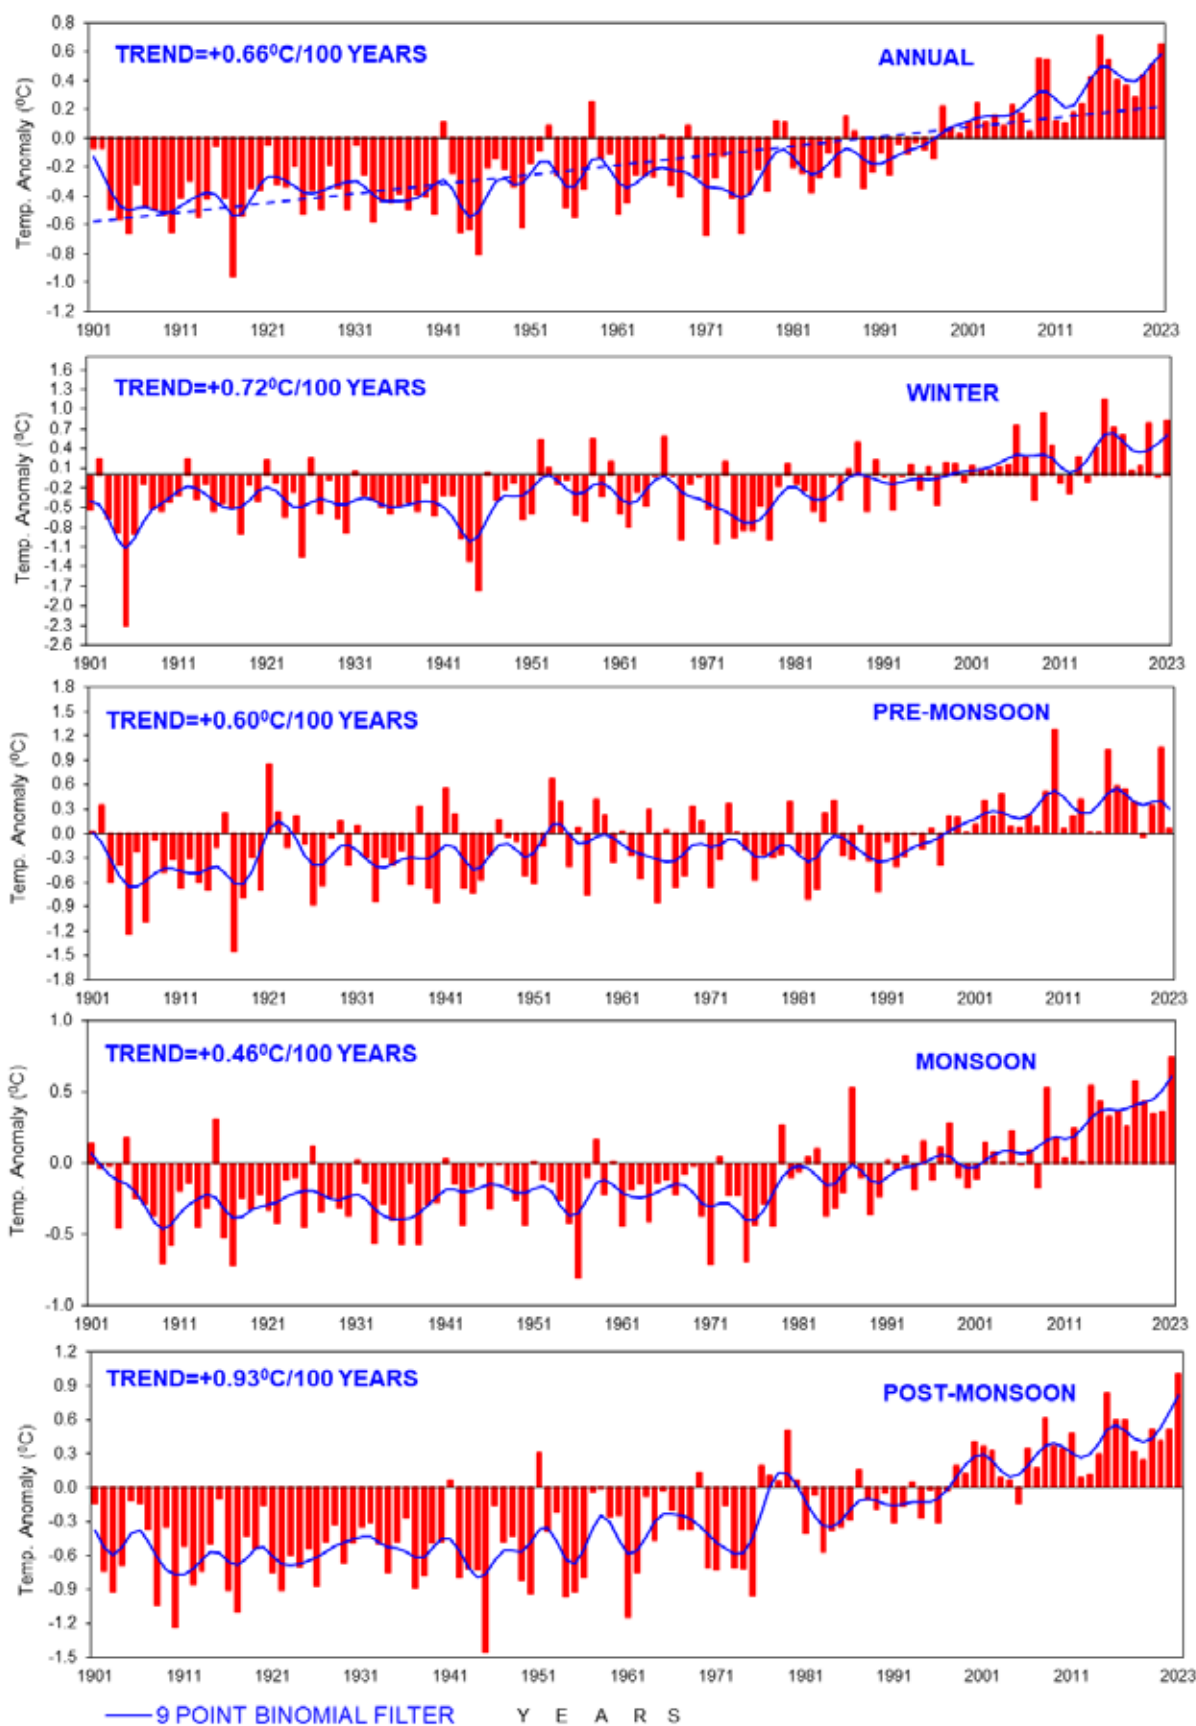 TREND=+0.66⁰C/100 YEARS
ANNUAL
Temp. Anomaly (⁰C)
0.8
0.6
0.4
0.2
0.0
-0.2
-0.4
-0.6
-0.8
-1.0
-1.2
1901 1911 1921 1931 1941 1951 1961 1971 1981 1991 2001 2011 2023
TREND=+0.72⁰C/100 YEARS
WINTER
Temp. Anomaly (⁰C)
1.6
1.3
1.0
0.7
0.4
0.1
-0.2
-0.5
-0.8
-1.1
-1.4
-1.7
-2.0
-2.3
-2.6
1901 1911 1921 1931 1941 1951 1961 1971 1981 1991 2001 2011 2023
TREND=+0.60⁰C/100 YEARS
PRE-MONSOON
Temp. Anomaly (⁰C)
1.8
1.5
1.2
0.9
0.6
0.3
0.0
-0.3
-0.6
-0.9
-1.2
-1.5
-1.8
1901 1911 1921 1931 1941 1951 1961 1971 1981 1991 2001 2011 2023
TREND=+0.46⁰C/100 YEARS
MONSOON
Temp. Anomaly (⁰C)
1.0
0.5
0.0
-0.5
-1.0
1901 1911 1921 1931 1941 1951 1961 1971 1981 1991 2001 2011 2023
TREND=+0.93⁰C/100 YEARS
POST-MONSOON
Temp. Anomaly (⁰C)
1.2
0.9
0.6
0.3
0.0
-0.3
-0.6
-0.9
-1.2
-1.5
1901 1911 1921 1931 1941 1951 1961 1971 1981 1991 2001 2011 2023
9 POINT BINOMIAL FILTER Y E A R S